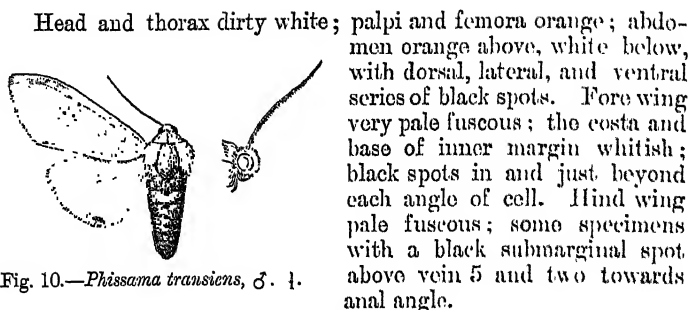 Head and thorax dirty white; palpi and femora orange; abdo-
men orange above, white below,
with dorsal, lateral, and ventral
series of black spots. Fore wing
very pale fuscous; the costa and
base of inner margin whitish;
black spots in and just beyond
each angle of cell. Hind wing
pale fuscous; some specimens
with a black submarginal spot
above vein 5 and two towards
anal angle.
Fig. 10.—Phissama transiens, ♂.